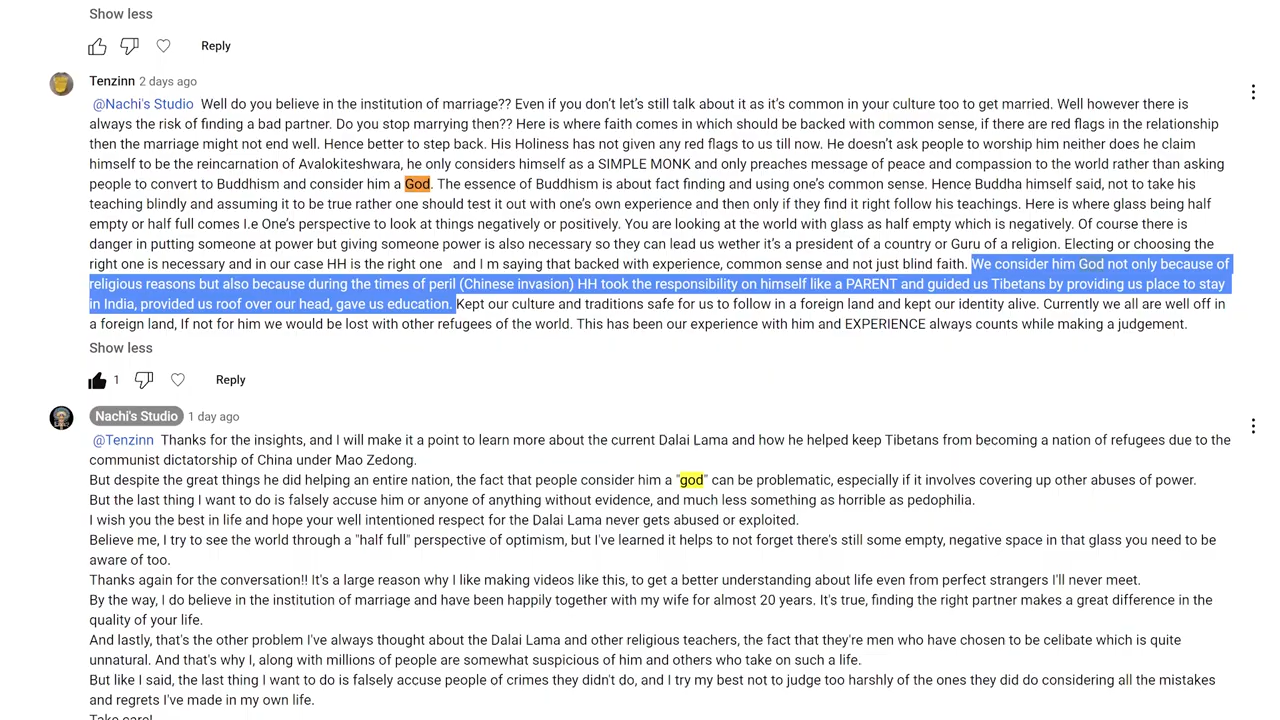 Show less
Reply
Tenzinn 2 days ago
@Nachi's Studio Well do you believe in the institution of marriage?? Even if you don't let's still talk about it as it's common in your culture too to get married. Well however there is
always the risk of finding a bad partner. Do you stop marrying then?? Here is where faith comes in which should be backed with common sense, if there are red flags in the relationship
then the marriage might not end well. Hence better to step back. His Holiness has not given any red flags to us till now. He doesn't ask people to worship him neither does he claim
himself to be the reincarnation of Avalokiteshwara, he only considers himself as a SIMPLE MONK and only preaches message of peace and compassion to the world rather than asking
people to convert to Buddhism and consider him a God. The essence of Buddhism is about fact finding and using one's common sense. Hence Buddha himself said, not to take his
teaching blindly and assuming it to be true rather one should test it out with one's own experience and then only if they find it right follow his teachings. Here is where glass being half
empty or half full comes I.e One's perspective to look at things negatively or positively. You are looking at the world with glass as half empty which is negatively. Of course there is
danger in putting someone at power but giving someone power is also necessary so they can lead us wether it's a president of a country or Guru of a religion. Electing or choosing the
right one is necessary and in our case HH is the right one and I m saying that backed with experience, common sense and not just blind faith. We consider him God not only because of
religious reasons but also because during the times of peril (Chinese invasion) HH took the responsibility on himself like a PARENT and guided us Tibetans by providing us place to stay
in India, provided us roof over our head, gave us education. Kept our culture and traditions safe for us to follow in a foreign land and kept our identity alive. Currently we all are well off in
a foreign land, If not for him we would be lost with other refugees of the world. This has been our experience with him and EXPERIENCE always counts while making a judgement.
Show less
1 Reply
Nachi's Studio 1 day ago
@Tenzinn Thanks for the insights, and I will make it a point to learn more about the current Dalai Lama and how he helped keep Tibetans from becoming a nation of refugees due to the
communist dictatorship of China under Mao Zedong.
But despite the great things he did helping an entire nation, the fact that people consider him a "god" can be problematic, especially if it involves covering up other abuses of power.
But the last thing I want to do is falsely accuse him or anyone of anything without evidence, and much less something as horrible as pedophilia.
I wish you the best in life and hope your well intentioned respect for the Dalai Lama never gets abused or exploited.
Believe me, I try to see the world through a "half full" perspective of optimism, but I've learned it helps to not forget there's still some empty, negative space in that glass you need to be
aware of too.
Thanks again for the conversation!! It's a large reason why I like making videos like this, to get a better understanding about life even from perfect strangers I'll never meet.
By the way, I do believe in the institution of marriage and have been happily together with my wife for almost 20 years. It's true, finding the right partner makes a great difference in the
quality of your life.
And lastly, that's the other problem I've always thought about the Dalai Lama and other religious teachers, the fact that they're men who have chosen to be celibate which is quite
unnatural. And that's why I, along with millions of people are somewhat suspicious of him and others who take on such a life.
But like I said, the last thing I want to do is falsely accuse people of crimes they didn't do, and I try my best not to judge too harshly of the ones they did do considering all the mistakes
and regrets I've made in my own life.
Take care!